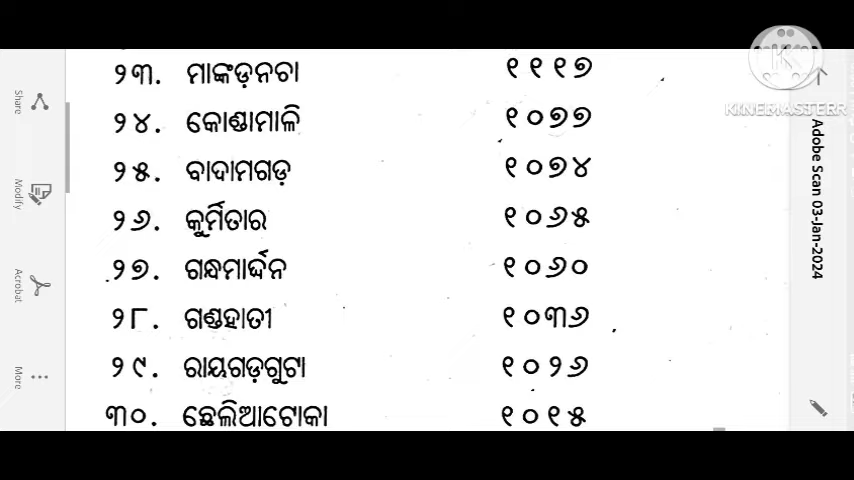 ୨୩. ମାଙ୍କଡ଼ନଚା ୧୧୧୭
୨୪. କୋଣ୍ଡାମାଳି ୧୦୭୭
୨୫. ବାଦାମଗଡ଼ ୧୦୭୪
୨୬. କୁର୍ମିତାର ୧୦୬୫
୨୭. ଗନ୍ଧମାର୍ଦ୍ଦନ ୧୦୬୦
୨୮. ଗଣ୍ଡହାତୀ ୧୦୩୬
୨୯. ରାୟଗଡ଼ଗୁଟା ୧୦୨୬
୩୦. ଛେଲିଆଟୋକା ୧୦୧୫
Share
Modify
Acrobat
More
Adobe Scan 03-Jan-2024
K
KINEMASTER